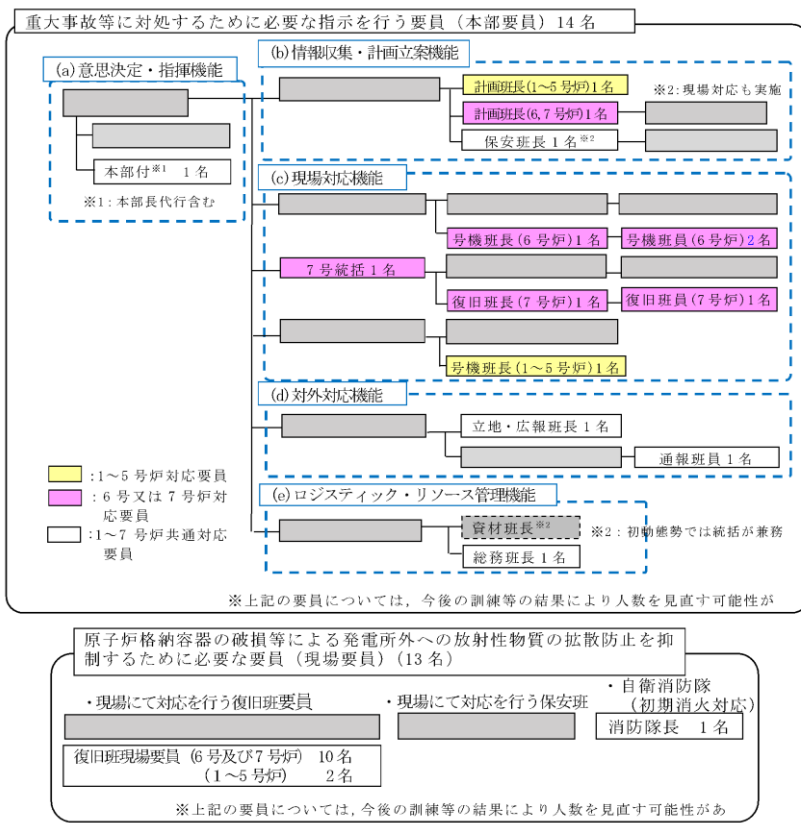 重大事故等に対処するために必要な指示を行う要員（本部要員）14名
(a)意思決定・指揮機能
本部付※1 1名
※1：本部長代行含む
(b)情報収集・計画立案機能
計画班長(1～5号炉)1名
計画班長(6,7号炉)1名
保安班長1名※2
※2:現場対応も実施
(c)現場対応機能
号機班長(6号炉)1名
号機班員(6号炉)2名
7号統括1名
復旧班長(7号炉)1名
復旧班員(7号炉)1名
号機班長(1～5号炉)1名
(d)対外対応機能
立地・広報班長1名
通報班員1名
(e)ロジスティック・リソース管理機能
資材班長※2
総務班長1名
※2：初動態勢では統括が兼務
:1～5号炉対応要員
:6号又は7号炉対
応要員
:1～7号炉共通対応
要員
※上記の要員については，今後の訓練等の結果により人数を見直す可能性が
原子炉格納容器の破損等による発電所外への放射性物質の拡散防止を抑
制するために必要な要員（現場要員）(13名)
・現場にて対応を行う復旧班要員
復旧班現場要員（6号及び7号炉）10名
（1～5号炉）2名
・現場にて対応を行う保安班
・自衛消防隊
（初期消火対応）
消防隊長 1名
※上記の要員については，今後の訓練等の結果により人数を見直す可能性があ